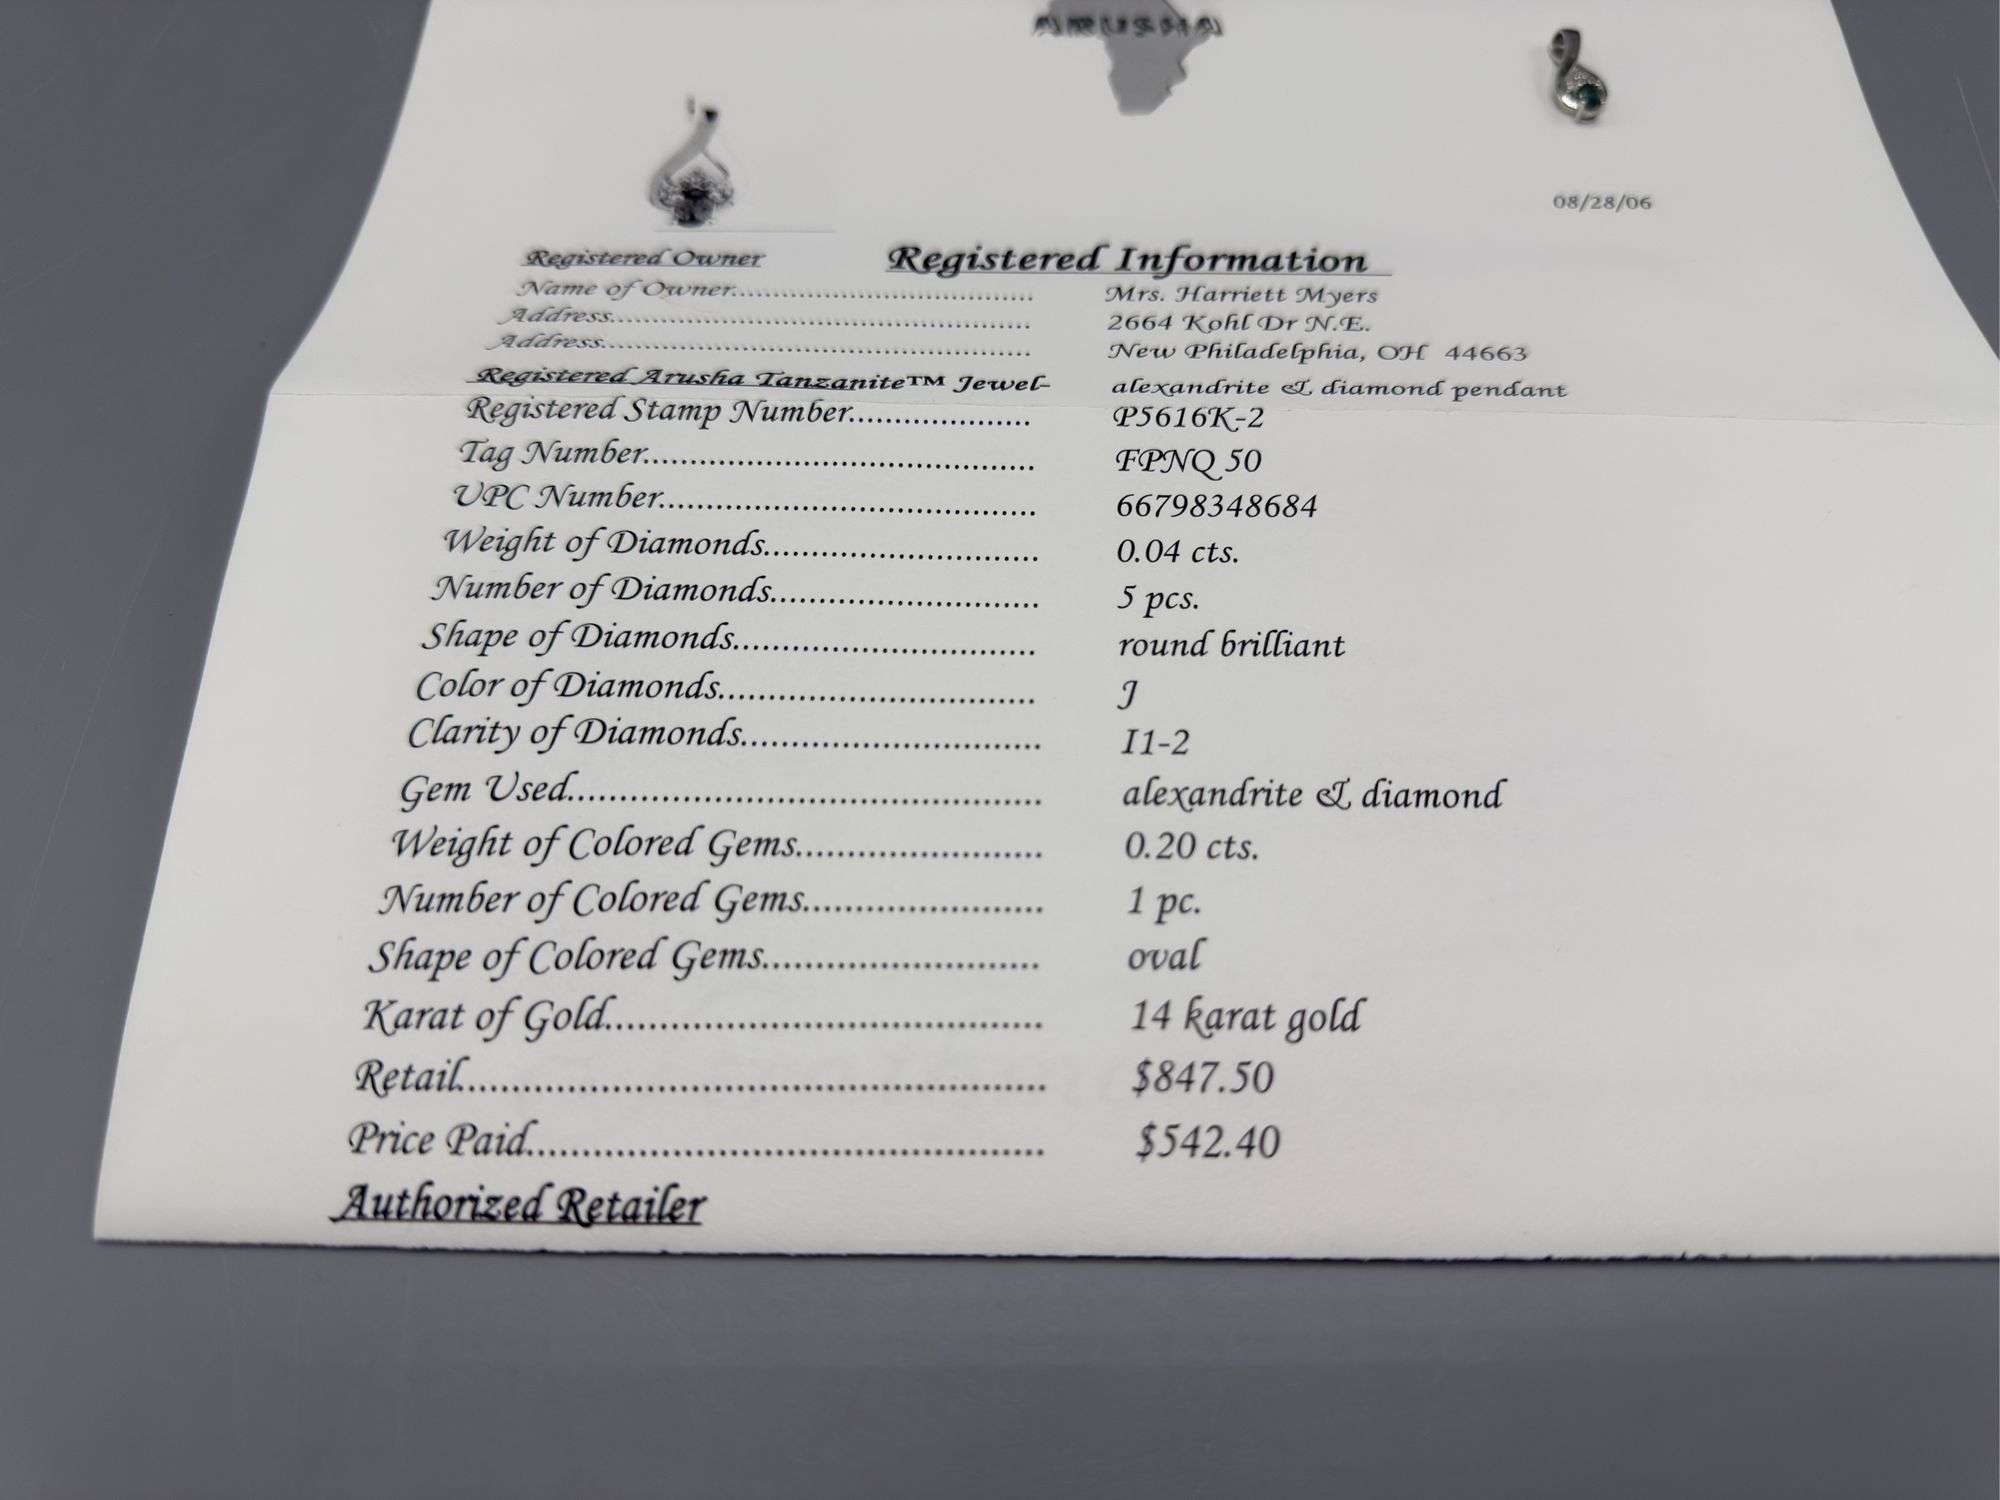 ARUSHA
08/28/06
Registered Owner
Registered Information
Name of Owner................................... Mrs. Harriett Myers
Address................................................. 2664 Kohl Dr N.E.
Address.................................................. New Philadelphia, OH 44663
Registered Arusha Tanzanite™ Jewel- alexandrite & diamond pendant
Registered Stamp Number.................... P5616K-2
Tag Number.......................................... FPNQ 50
UPC Number........................................ 66798348684
Weight of Diamonds............................. 0.04 cts.
Number of Diamonds............................ 5 pcs.
Shape of Diamonds................................ round brilliant
Color of Diamonds................................. J
Clarity of Diamonds............................... I1-2
Gem Used................................................ alexandrite & diamond
Weight of Colored Gems........................ 0.20 cts.
Number of Colored Gems....................... 1 pc.
Shape of Colored Gems........................... oval
Karat of Gold.......................................... 14 karat gold
Retail........................................................ $847.50
Price Paid................................................ $542.40
Authorized Retailer